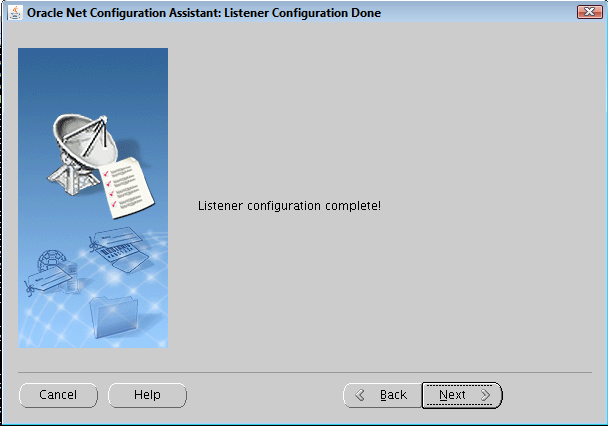 Oracle Net Configuration Assistant: Listener Configuration Done
Listener configuration complete!
Cancel
Help
Back
Next